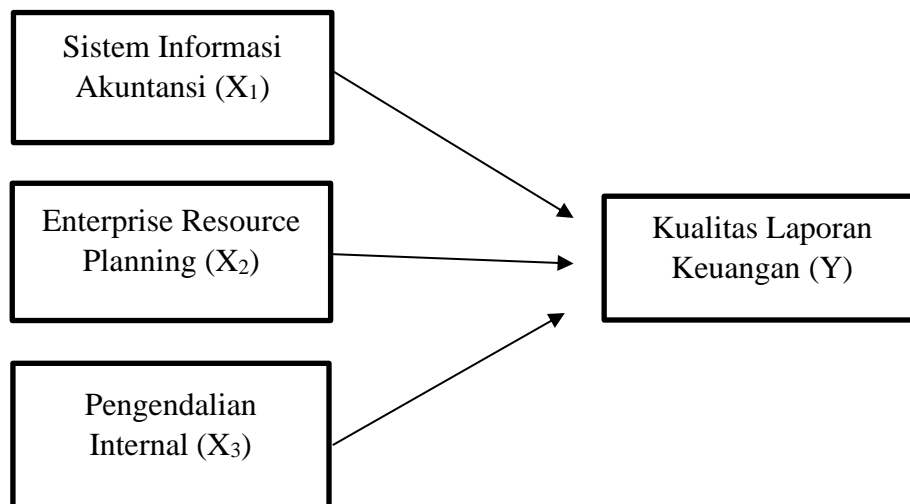 Sistem Informasi
Akuntansi (X₁)
Enterprise Resource
Planning (X₂)
Kualitas Laporan
Keuangan (Y)
Pengendalian
Internal (X₃)